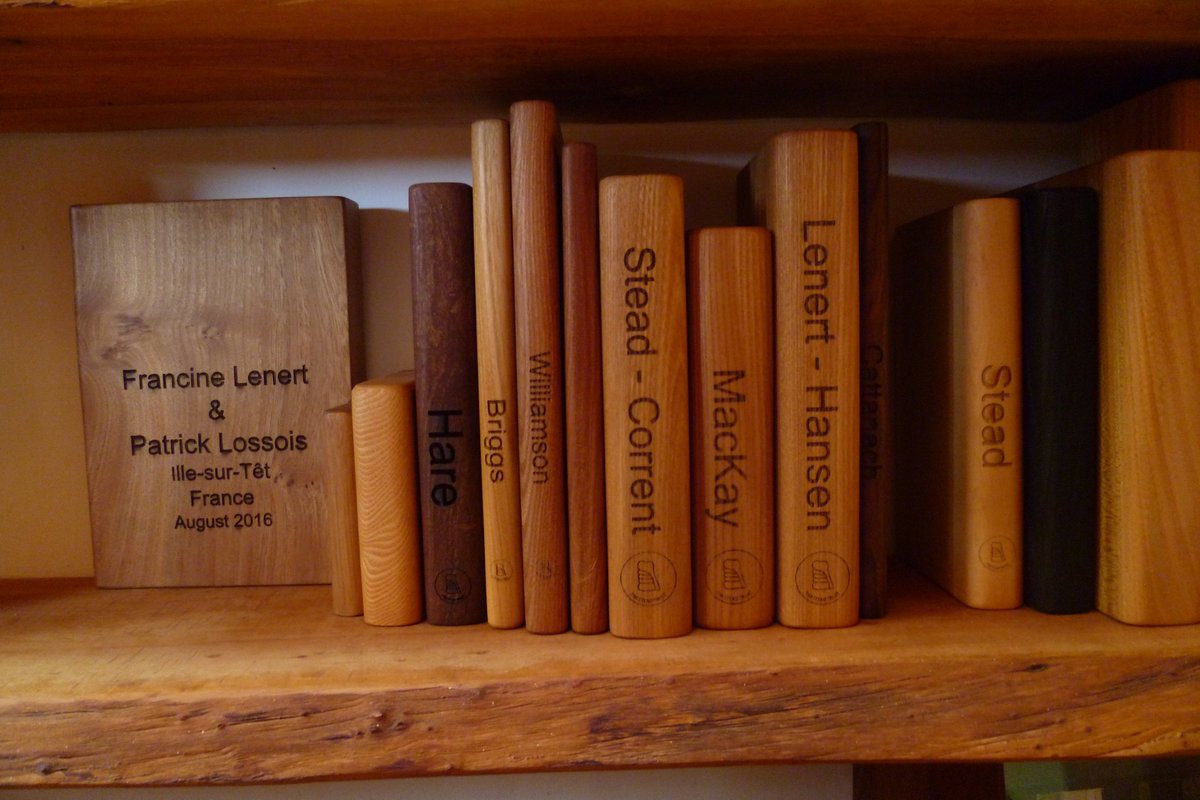 Francine Lenert
&
Patrick Lossois
Ille-sur-Têt
France
August 2016
Hare
Briggs
Williamson
Stead - Corrent
MacKay
Lenert - Hansen
Cattanach
Stead